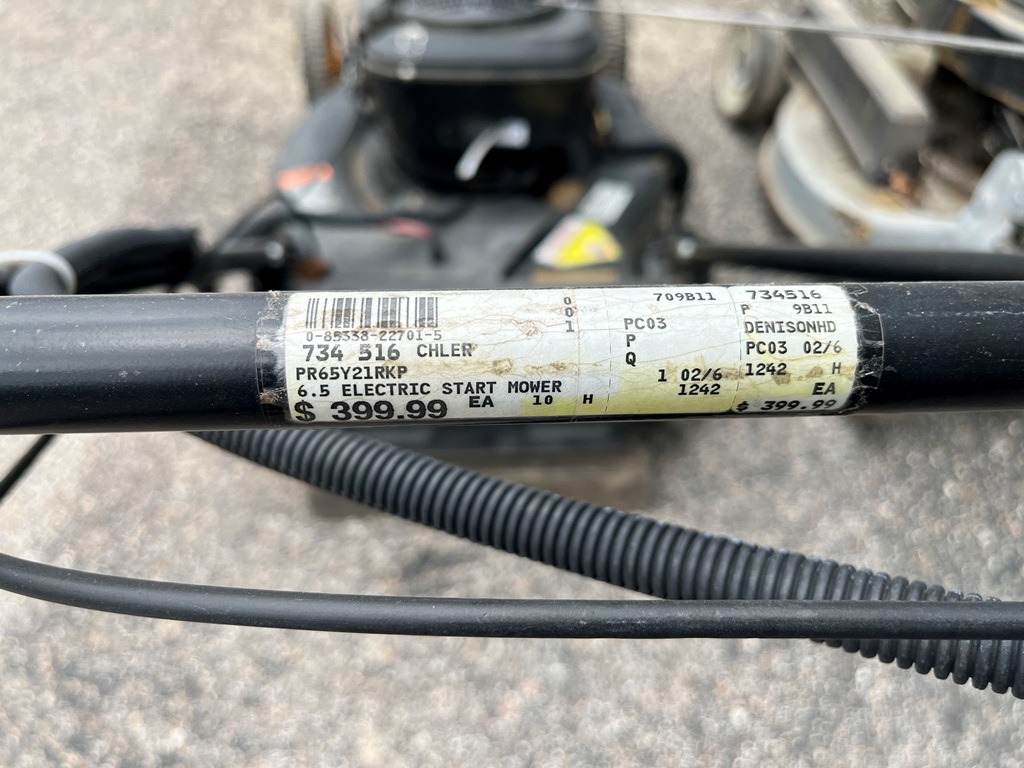 0-85338-22701-5
734 516 CHLER
PR65Y21RKP
6.5 ELECTRIC START MOWER
$ 399.99 EA 10 H
0
0
1
709B11
PC03
P
Q
1 02/6
1242
734516
P 9B11
DENISONHD
PC03 02/6
1242 H
EA
$ 399.99